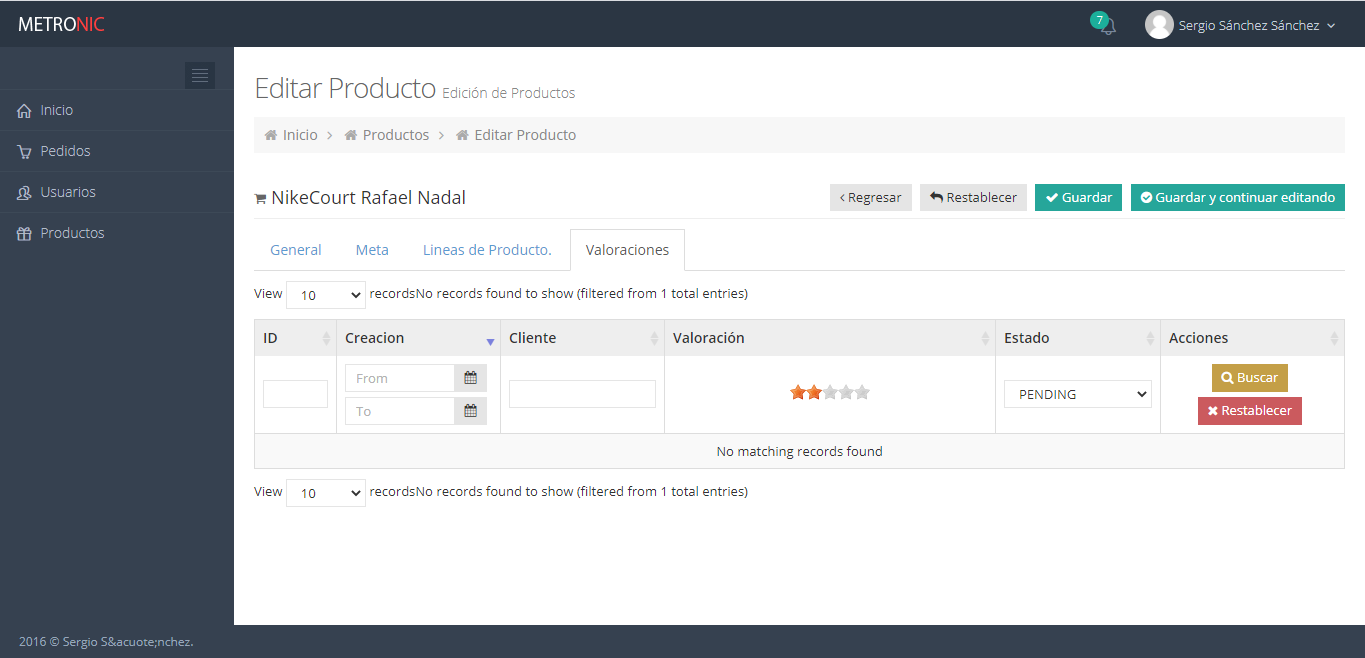 METRONIC
7
Sergio Sánchez Sánchez
Inicio
Pedidos
Usuarios
Productos
Editar Producto Edición de Productos
Inicio > Productos > Editar Producto
NikeCourt Rafael Nadal
< Regresar Restablecer Guardar Guardar y continuar editando
General Meta Lineas de Producto. Valoraciones
View 10 recordsNo records found to show (filtered from 1 total entries)
ID Creacion Cliente Valoración Estado Acciones
From
To
PENDING
Buscar
Restablecer
No matching records found
View 10 recordsNo records found to show (filtered from 1 total entries)
2016 © Sergio S&acuote;nchez.